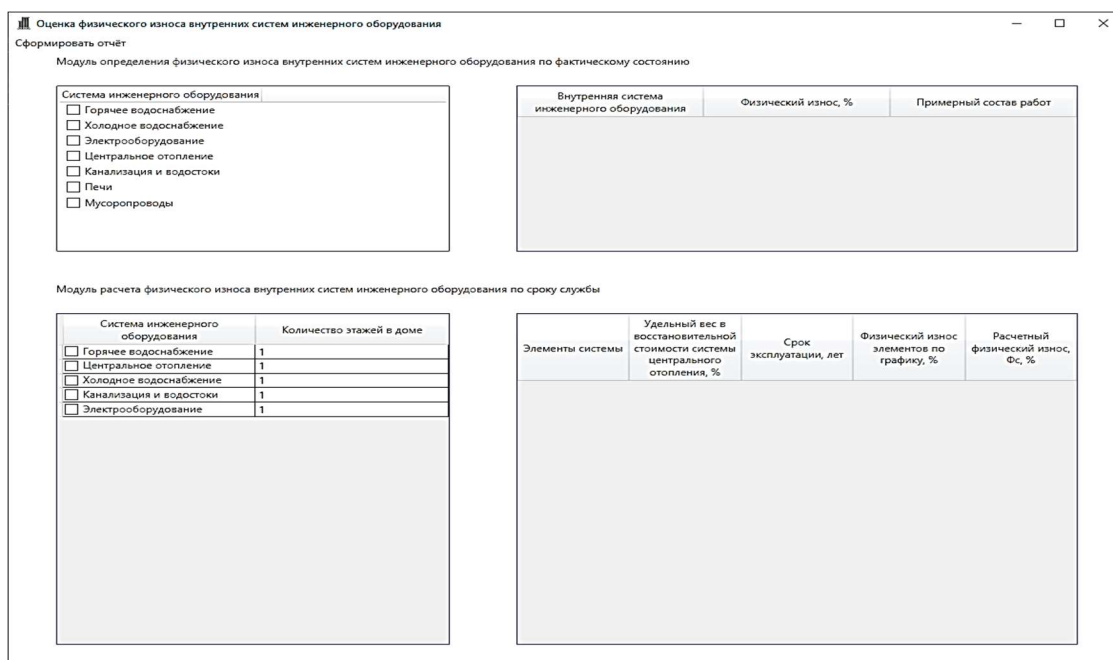 Оценка физического износа внутренних систем инженерного оборудования
Сформировать отчёт
Модуль определения физического износа внутренних систем инженерного оборудования по фактическому состоянию
Система инженерного оборудования
Горячее водоснабжение
Холодное водоснабжение
Электрооборудование
Центральное отопление
Канализация и водостоки
Печи
Мусоропроводы
Внутренняя система
инженерного оборудования
Физический износ, %
Примерный состав работ
Модуль расчета физического износа внутренних систем инженерного оборудования по сроку службы
Система инженерного
оборудования
Количество этажей в доме
Горячее водоснабжение 1
Центральное отопление 1
Холодное водоснабжение 1
Канализация и водостоки 1
Электрооборудование 1
Элементы системы
Удельный вес в
восстановительной
стоимости системы
центрального
отопления, %
Срок
эксплуатации, лет
Физический износ
элементов по
графику, %
Расчетный
физический износ,
Фс, %